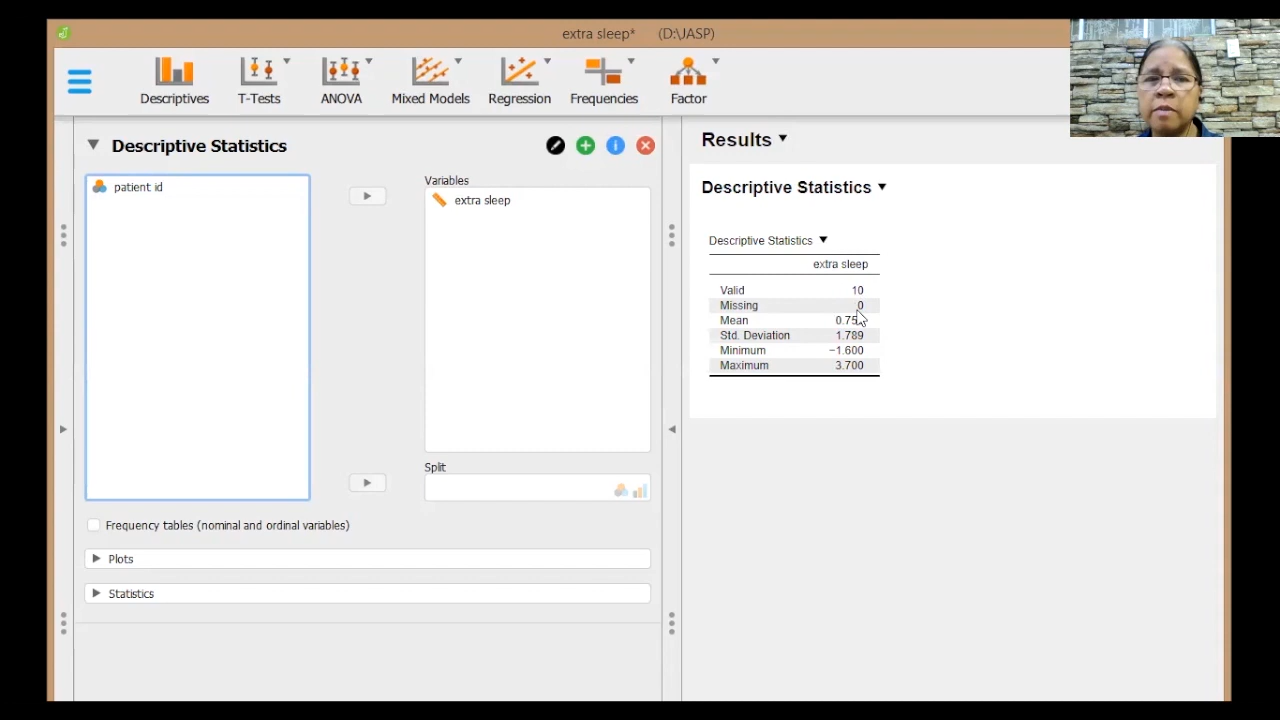 extra sleep* (D:\JASP)
Descriptives
T-Tests
ANOVA
Mixed Models
Regression
Frequencies
Factor
Descriptive Statistics
patient id
Variables
extra sleep
Split
Frequency tables (nominal and ordinal variables)
Plots
Statistics
Results
Descriptive Statistics
Descriptive Statistics
extra sleep
Valid 10
Missing 0
Mean
Std. Deviation 1.789
Minimum −1.600
Maximum 3.700